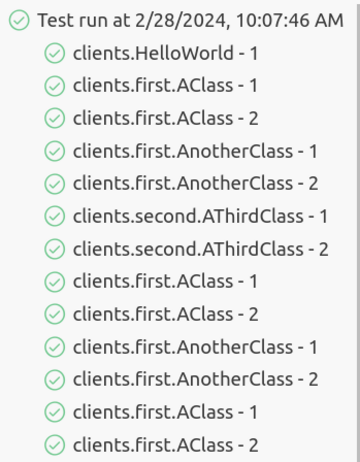 Test run at 2/28/2024, 10:07:46 AM
clients.HelloWorld - 1
clients.first.AClass - 1
clients.first.AClass - 2
clients.first.AnotherClass - 1
clients.first.AnotherClass - 2
clients.second.AThirdClass - 1
clients.second.AThirdClass - 2
clients.first.AClass - 1
clients.first.AClass - 2
clients.first.AnotherClass - 1
clients.first.AnotherClass - 2
clients.first.AClass - 1
clients.first.AClass - 2